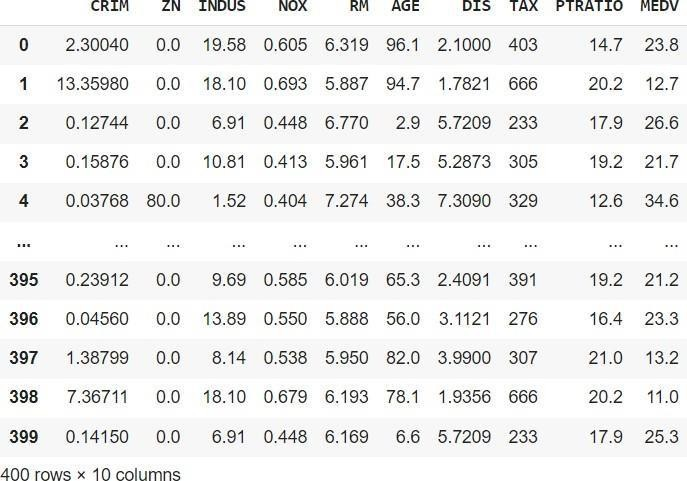 CRIM ZN INDUS NOX RM AGE DIS TAX PTRATIO MEDV
0 2.30040 0.0 19.58 0.605 6.319 96.1 2.1000 403 14.7 23.8
1 13.35980 0.0 18.10 0.693 5.887 94.7 1.7821 666 20.2 12.7
2 0.12744 0.0 6.91 0.448 6.770 2.9 5.7209 233 17.9 26.6
3 0.15876 0.0 10.81 0.413 5.961 17.5 5.2873 305 19.2 21.7
4 0.03768 80.0 1.52 0.404 7.274 38.3 7.3090 329 12.6 34.6
... ... ... ... ... ... ... ... ... ... ...
395 0.23912 0.0 9.69 0.585 6.019 65.3 2.4091 391 19.2 21.2
396 0.04560 0.0 13.89 0.550 5.888 56.0 3.1121 276 16.4 23.3
397 1.38799 0.0 8.14 0.538 5.950 82.0 3.9900 307 21.0 13.2
398 7.36711 0.0 18.10 0.679 6.193 78.1 1.9356 666 20.2 11.0
399 0.14150 0.0 6.91 0.448 6.169 6.6 5.7209 233 17.9 25.3
400 rows × 10 columns